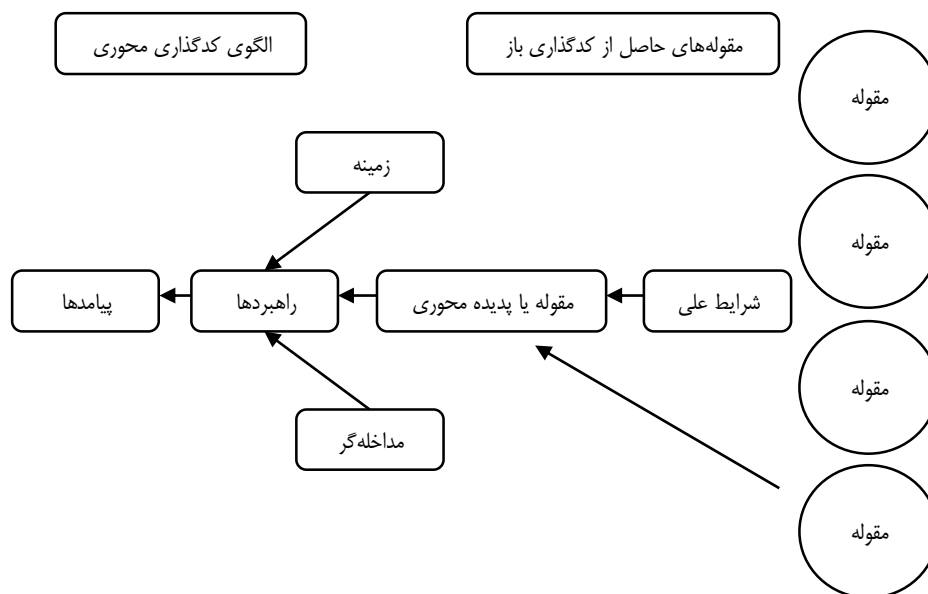 مقوله‌های حاصل از کدگذاری باز
الگوی کدگذاری محوری
مقوله
مقوله
مقوله
مقوله
زمینه
شرایط علی
مقوله یا پدیده محوری
راهبردها
پیامدها
مداخله‌گر